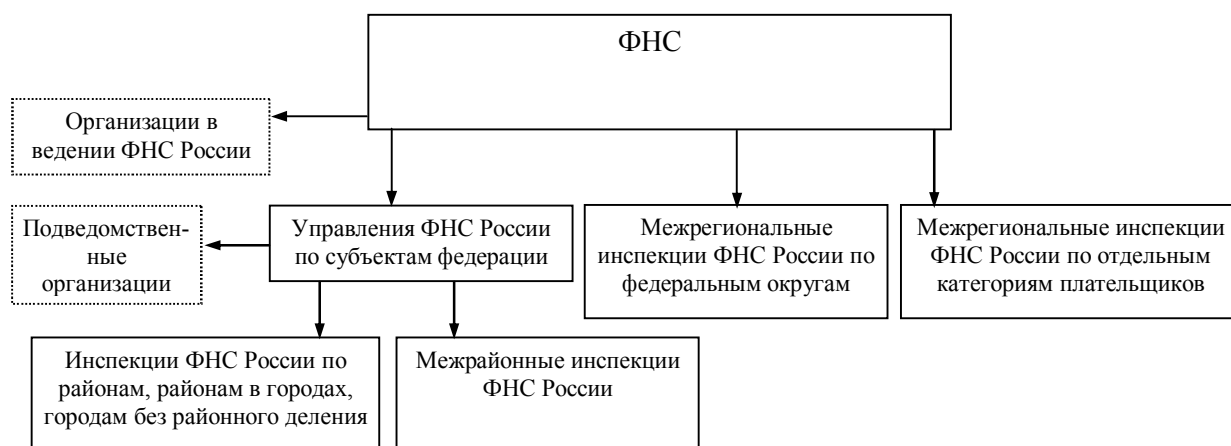 ФНС
Организации в
ведении ФНС России
Подведомствен-
ные
организации
Управления ФНС России
по субъектам федерации
Межрегиональные
инспекции ФНС России по
федеральным округам
Межрегиональные инспекции
ФНС России по отдельным
категориям плательщиков
Инспекции ФНС России по
районам, районам в городах,
городам без районного деления
Межрайонные инспекции
ФНС России